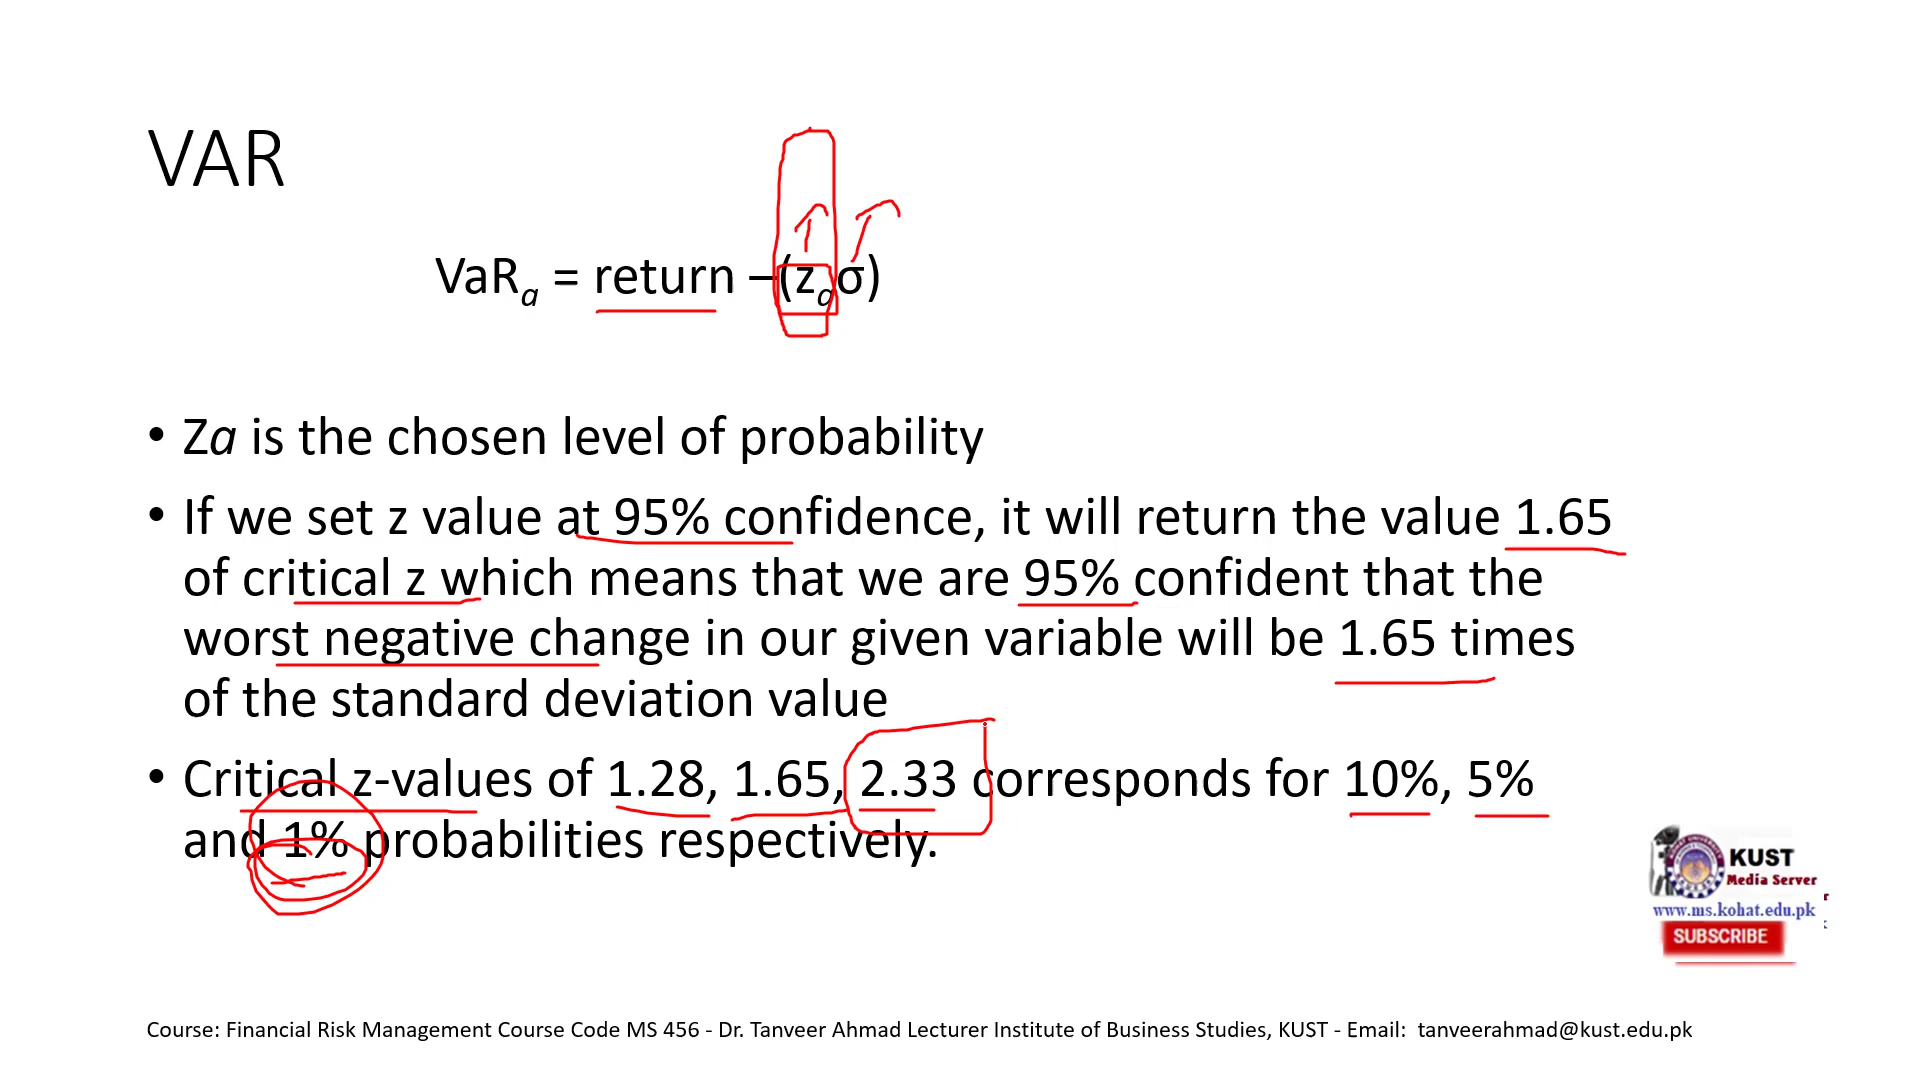 VAR
VaRa = return –(zaσ)
• Za is the chosen level of probability
• If we set z value at 95% confidence, it will return the value 1.65
of critical z which means that we are 95% confident that the
worst negative change in our given variable will be 1.65 times
of the standard deviation value
• Critical z-values of 1.28, 1.65, 2.33 corresponds for 10%, 5%
and 1% probabilities respectively.
KUST
Media Server
www.ms.kohat.edu.pk
SUBSCRIBE
Course: Financial Risk Management Course Code MS 456 - Dr. Tanveer Ahmad Lecturer Institute of Business Studies, KUST - Email: tanveerahmad@kust.edu.pk